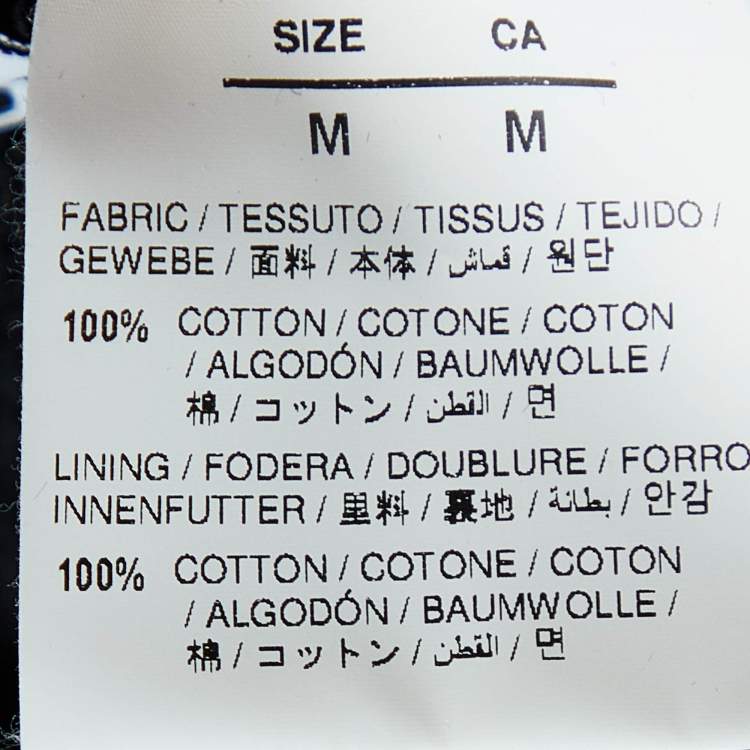 SIZE CA
M M
FABRIC / TESSUTO / TISSUS / TEJIDO /
GEWEBE / 面料 / 本体 / قماش / 원단
100% COTTON / COTONE / COTON
/ ALGODÓN / BAUMWOLLE /
棉 / コットン / القطن / 면
LINING / FODERA / DOUBLURE / FORRO
INNENFUTTER / 里料 / 裏地 / بطانة / 안감
100% COTTON / COTONE / COTON
/ ALGODÓN / BAUMWOLLE /
棉 / コットン / القطن / 면